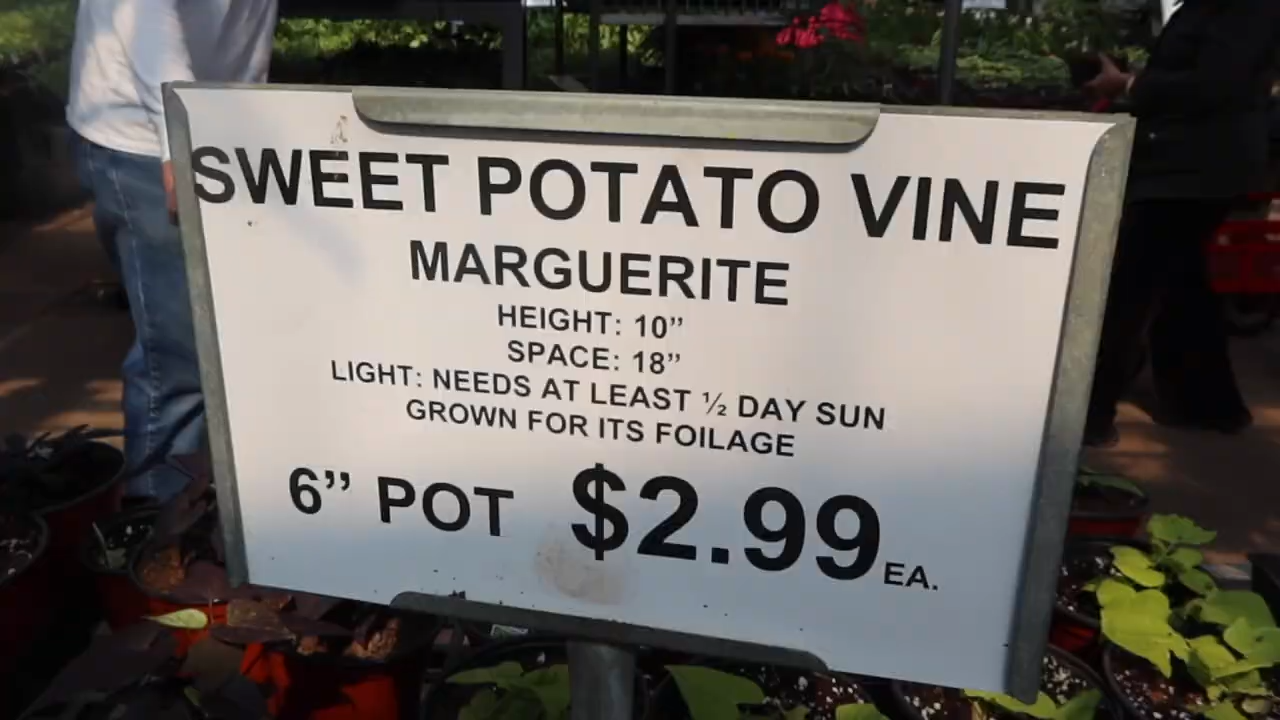 SWEET POTATO VINE
MARGUERITE
HEIGHT: 10”
SPACE: 18”
LIGHT: NEEDS AT LEAST ½ DAY SUN
GROWN FOR ITS FOILAGE
6” POT $2.99 EA.